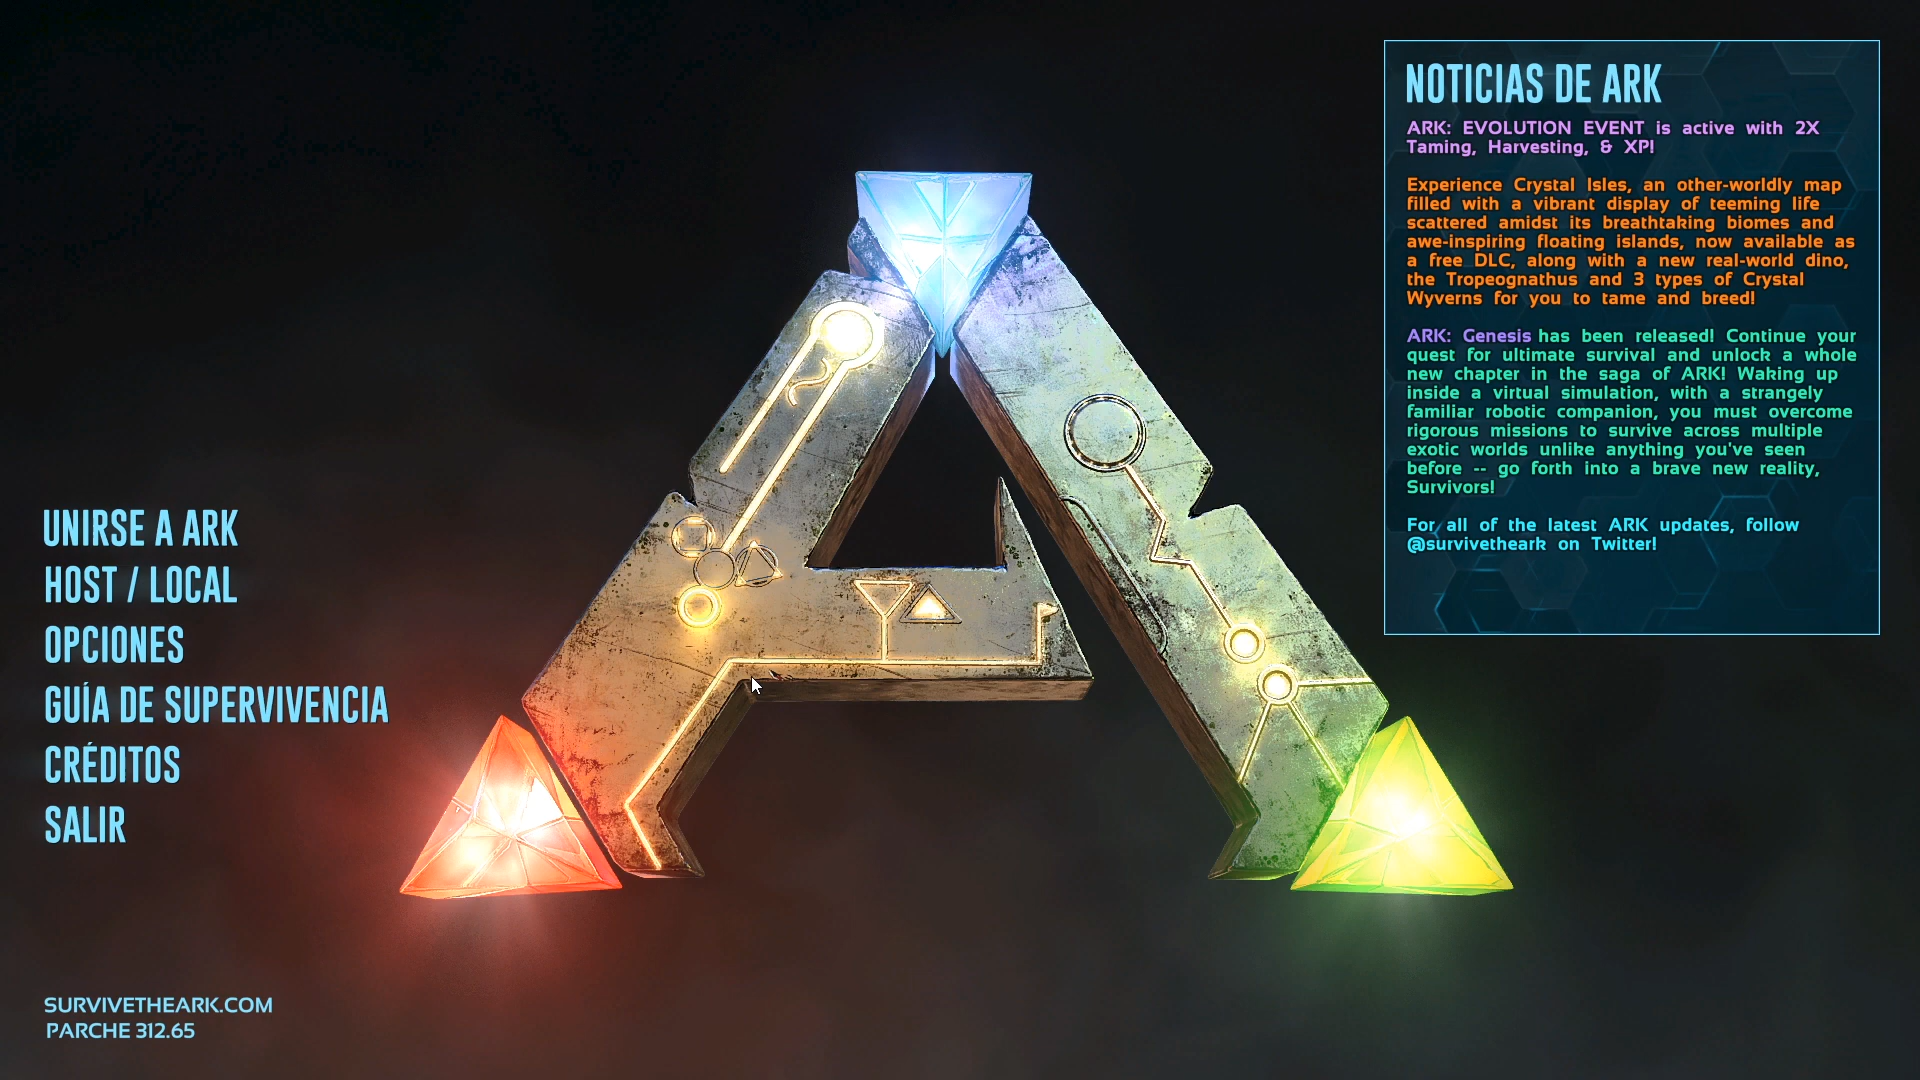 NOTICIAS DE ARK
ARK: EVOLUTION EVENT is active with 2X
Taming, Harvesting, & XP!
Experience Crystal Isles, an other-worldly map
filled with a vibrant display of teeming life
scattered amidst its breathtaking biomes and
awe-inspiring floating islands, now available as
a free DLC, along with a new real-world dino,
the Tropeognathus and 3 types of Crystal
Wyverns for you to tame and breed!
ARK: Genesis has been released! Continue your
quest for ultimate survival and unlock a whole
new chapter in the saga of ARK! Waking up
inside a virtual simulation, with a strangely
familiar robotic companion, you must overcome
rigorous missions to survive across multiple
exotic worlds unlike anything you've seen
before -- go forth into a brave new reality,
Survivors!
For all of the latest ARK updates, follow
@survivetheark on Twitter!
UNIRSE A ARK
HOST / LOCAL
OPCIONES
GUÍA DE SUPERVIVENCIA
CRÉDITOS
SALIR
SURVIVETHEARK.COM
PARCHE 312.65